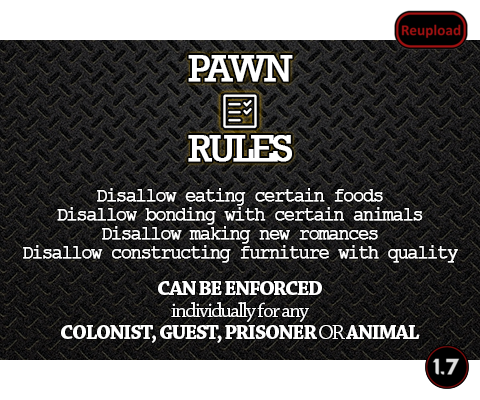 Reupload
PAWN
RULES
Disallow eating certain foods
Disallow bonding with certain animals
Disallow making new romances
Disallow constructing furniture with quality
CAN BE ENFORCED
individually for any
COLONIST, GUEST, PRISONER OR ANIMAL
1.7